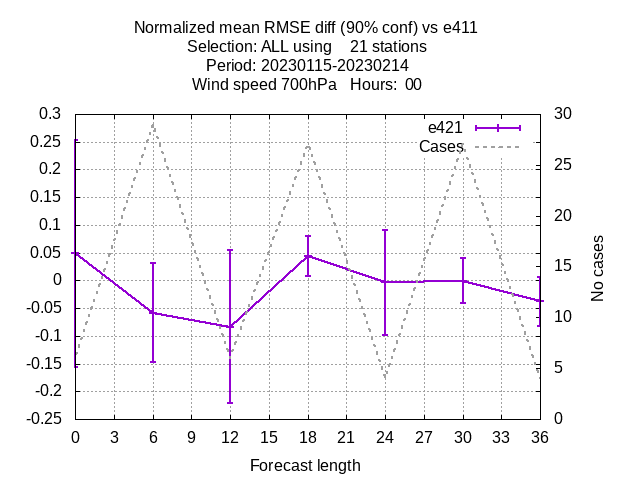 Normalized mean RMSE diff (90% conf) vs e411
Selection: ALL using    21 stations
Period: 20230115-20230214
Wind speed 700hPa   Hours:  00
0.3
0.25
0.2
0.15
0.1
0.05
0
-0.05
-0.1
-0.15
-0.2
-0.25
30
25
20
15
10
5
0
e421
Cases
No cases
0 3 6 9 12 15 18 21 24 27 30 33 36
Forecast length